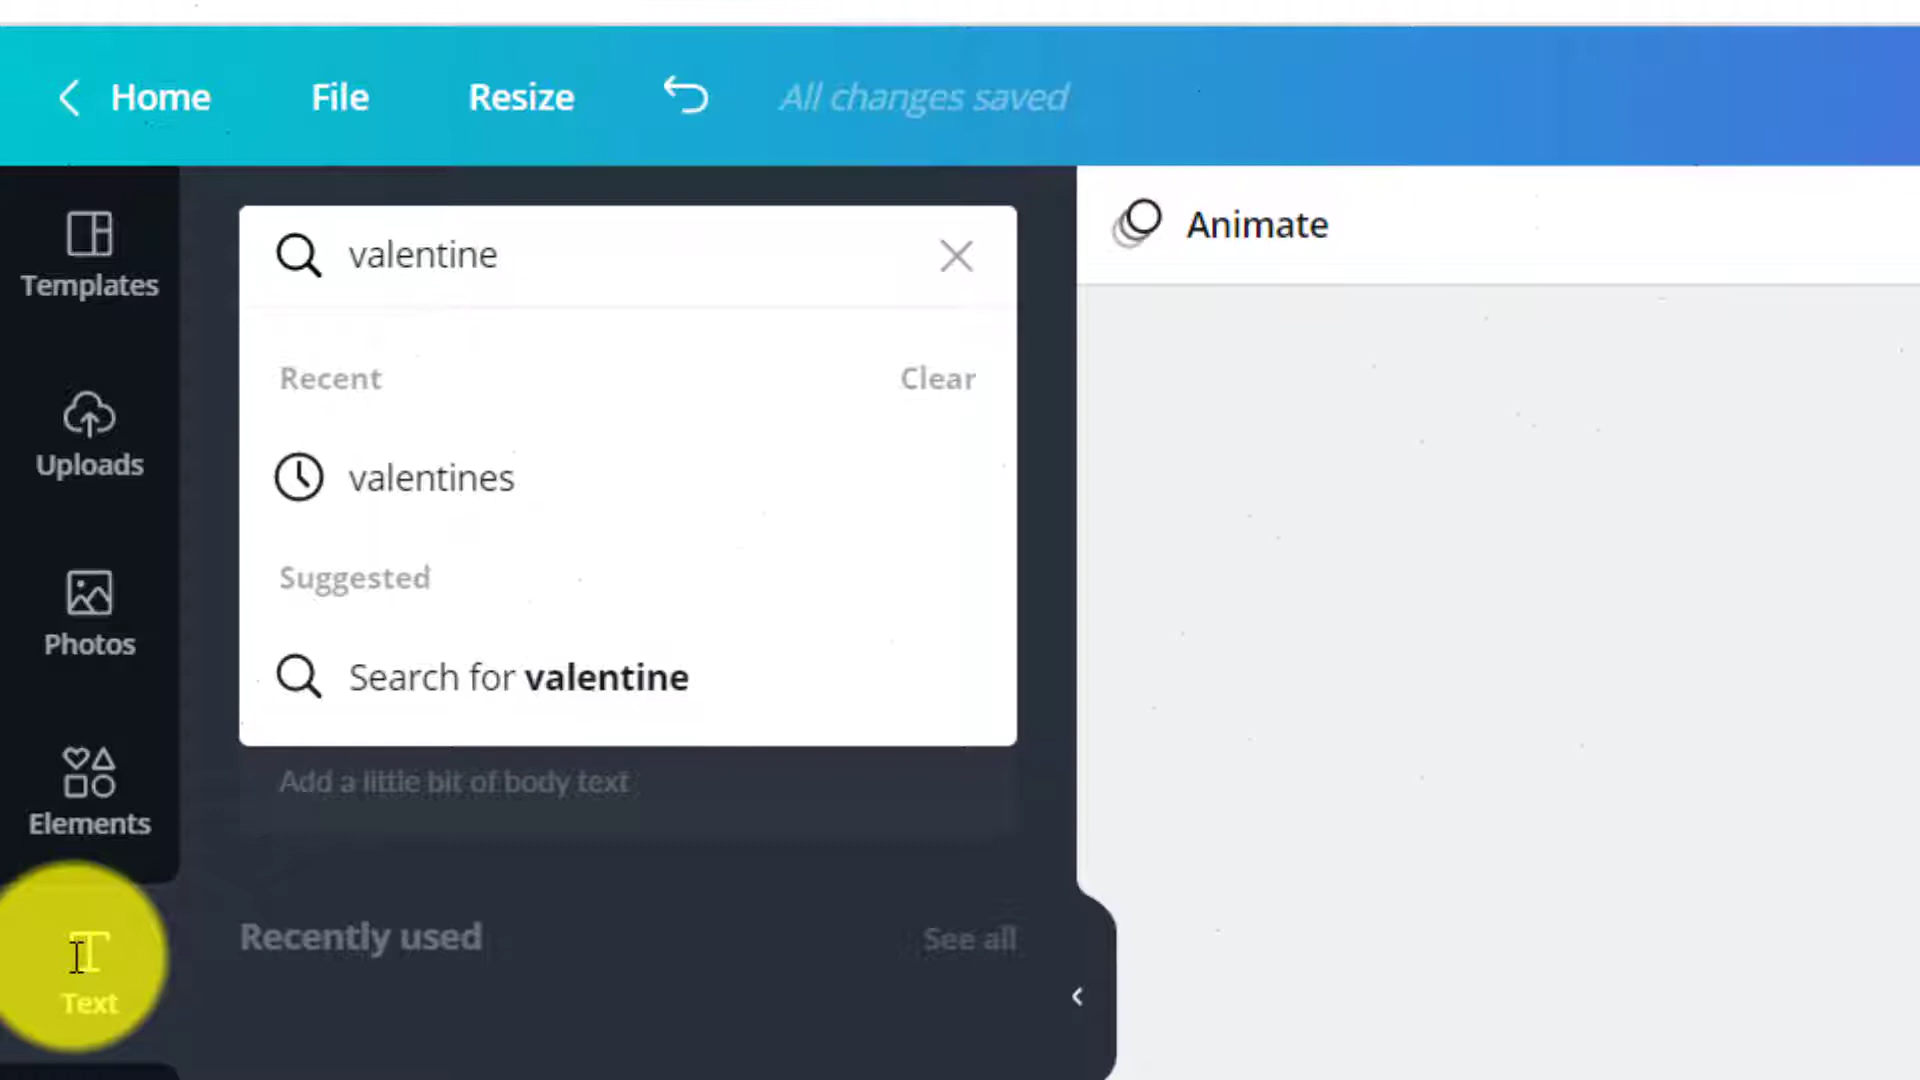 Home File Resize All changes saved
Templates
Uploads
Photos
Elements
Text
valentine
Recent Clear
valentines
Suggested
Search for valentine
Add a little bit of body text
Recently used See all
Animate